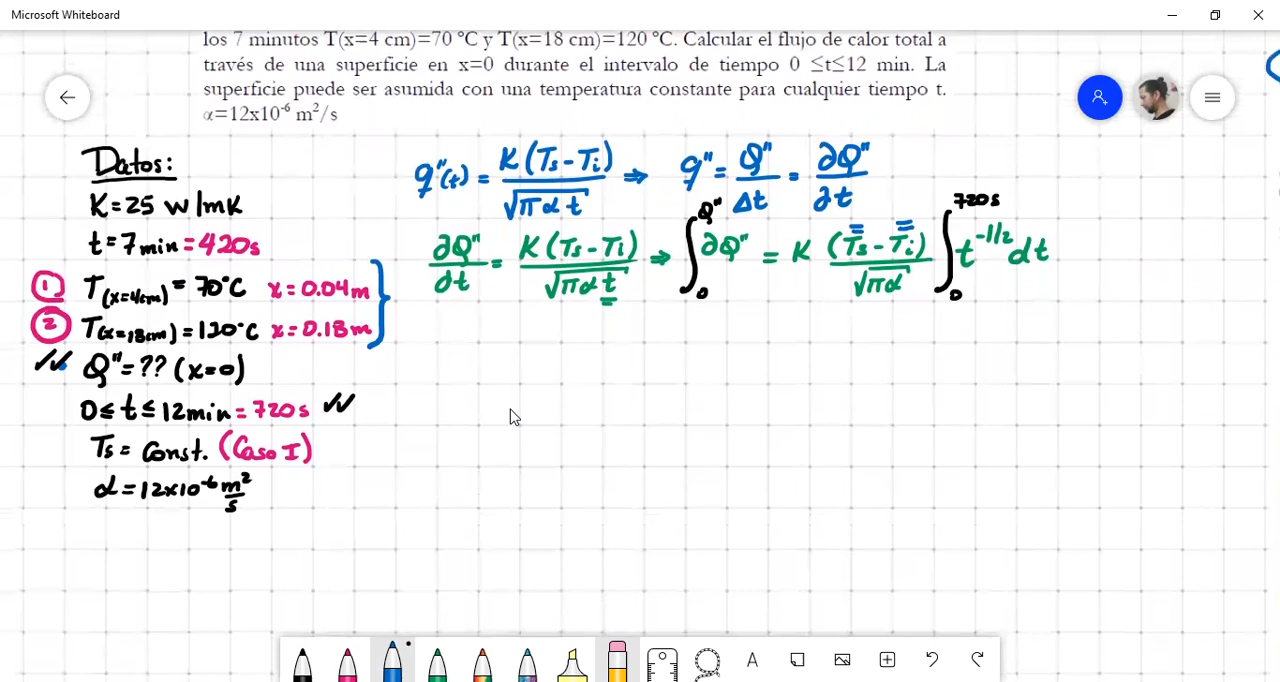 Microsoft Whiteboard
los 7 minutos T(x=4 cm)=70 °C y T(x=18 cm)=120 °C. Calcular el flujo de calor total a
través de una superficie en x=0 durante el intervalo de tiempo 0 ≤t≤12 min. La
superficie puede ser asumida con una temperatura constante para cualquier tiempo t.
α=12x10⁻⁶ m²/s
Datos:
K=25 w/mK
t=7min=420s
① T(x=4cm)=70°C x=0.04m
② T(x=18cm)=120°C x=0.18m
Q"=?? (x=0)
0≤t≤12min=720s
Ts=Const. (Caso I)
α=12x10⁻⁶ m²/s
q"(t)=K(Ts-Ti)/√παt ⇒ q"=Q"/Δt=∂Q"/∂t
∂Q"/∂t=K(Ts-Ti)/√παt ⇒ ∫₀^Q" ∂Q"=K (Ts-Ti)/√πα ∫₀^720s t^-1/2 dt
A